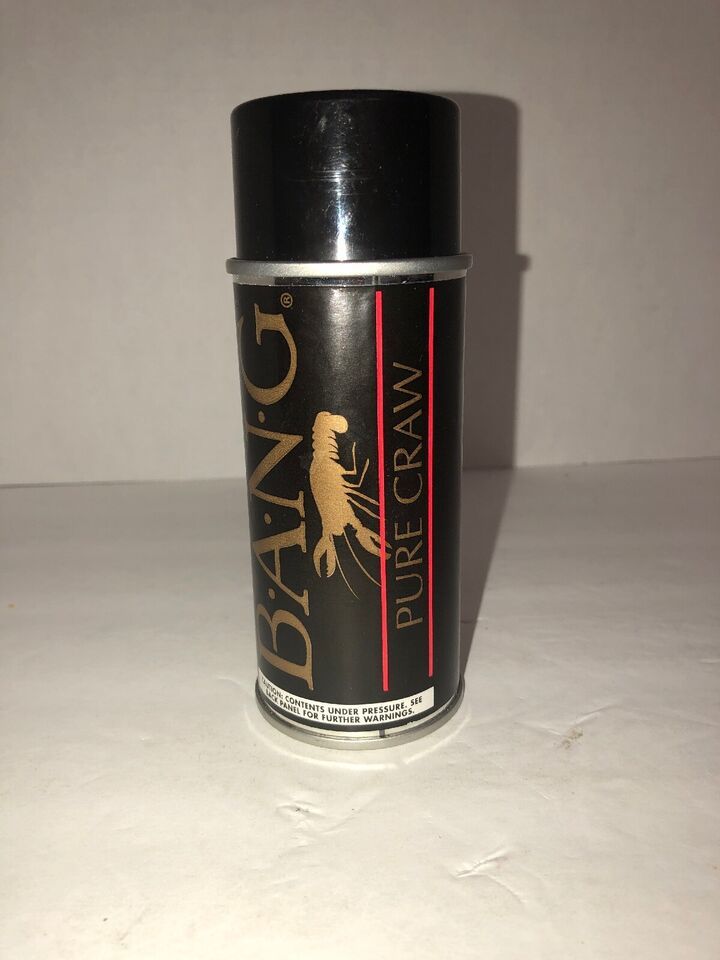 B·A·N·G®
PURE CRAW
CAUTION: CONTENTS UNDER PRESSURE. SEE
BACK PANEL FOR FURTHER WARNINGS.